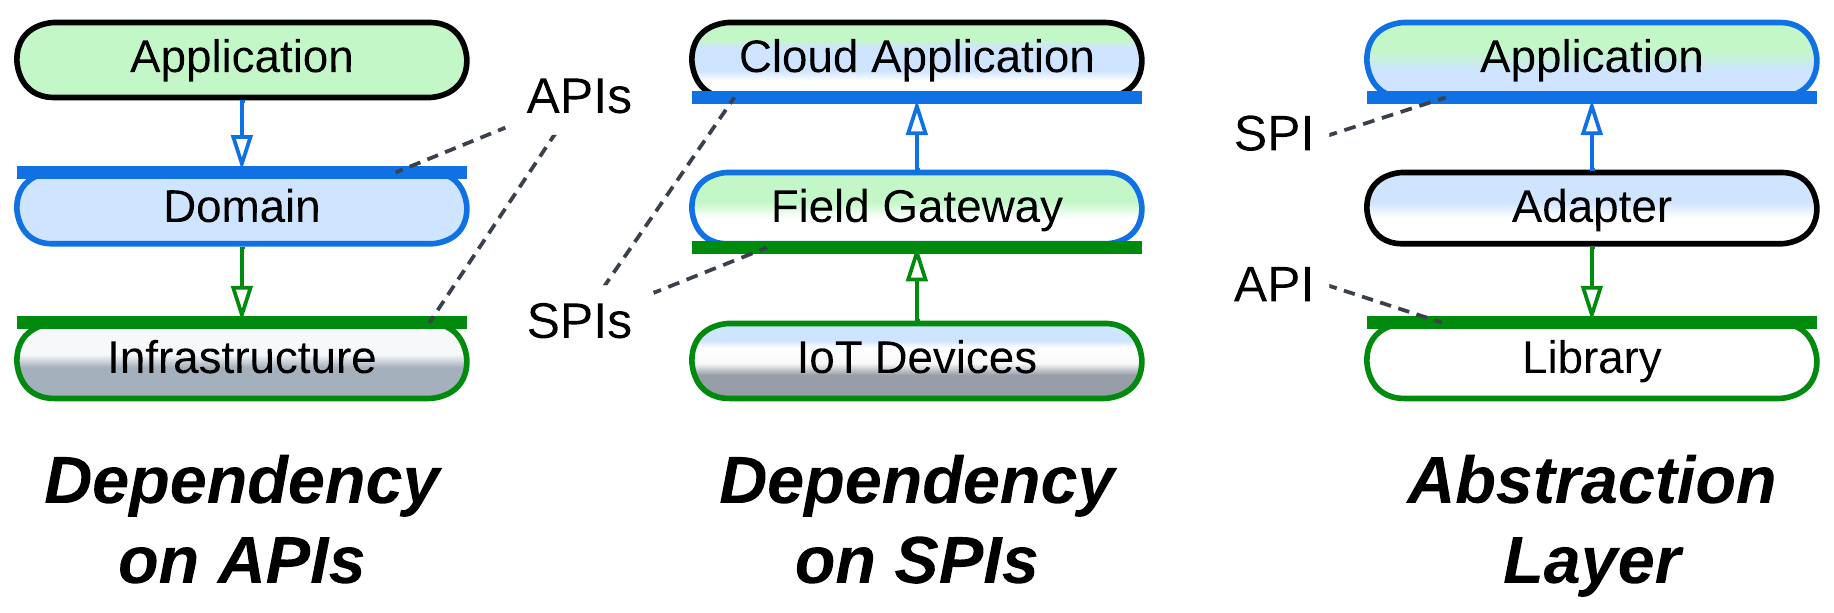 Application
Domain
Infrastructure
APIs
Dependency
on APIs
Cloud Application
Field Gateway
IoT Devices
SPIs
Dependency
on SPIs
Application
SPI
Adapter
API
Library
Abstraction
Layer